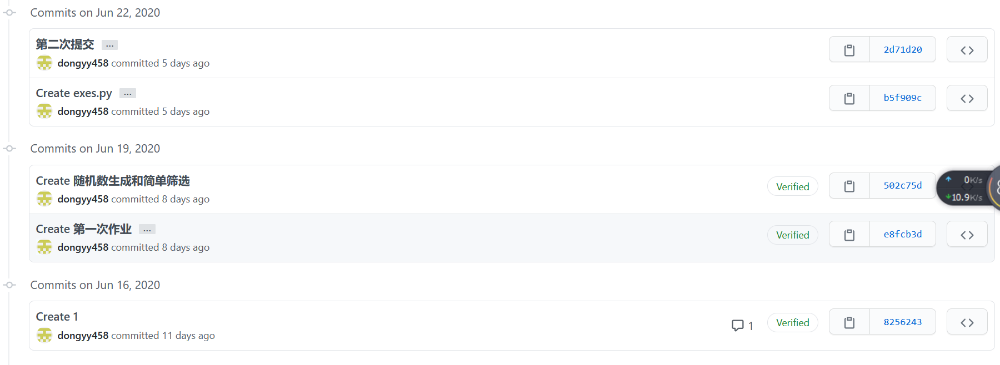 Commits on Jun 22, 2020
第二次提交 …
2d71d20
dongyy458 committed 5 days ago
Create exes.py …
b5f909c
dongyy458 committed 5 days ago
Commits on Jun 19, 2020
Create 随机数生成和简单筛选
Verified 502c75d
0K/s
10.9K/s
dongyy458 committed 8 days ago
Create 第一次作业 …
Verified e8fcb3d
dongyy458 committed 8 days ago
Commits on Jun 16, 2020
Create 1
1 Verified 8256243
dongyy458 committed 11 days ago